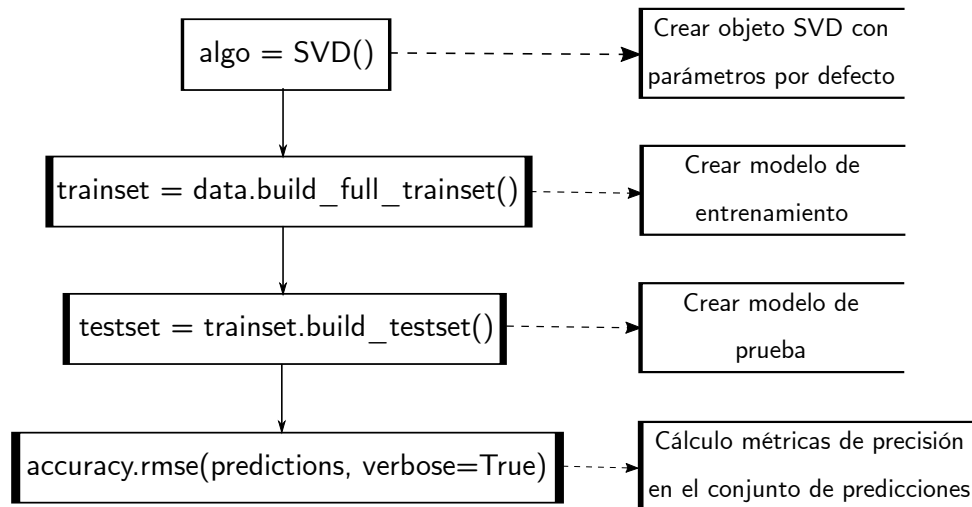 algo = SVD()
Crear objeto SVD con
parámetros por defecto
trainset = data.build_full_trainset()
Crear modelo de
entrenamiento
testset = trainset.build_testset()
Crear modelo de
prueba
accuracy.rmse(predictions, verbose=True)
Cálculo métricas de precisión
en el conjunto de predicciones